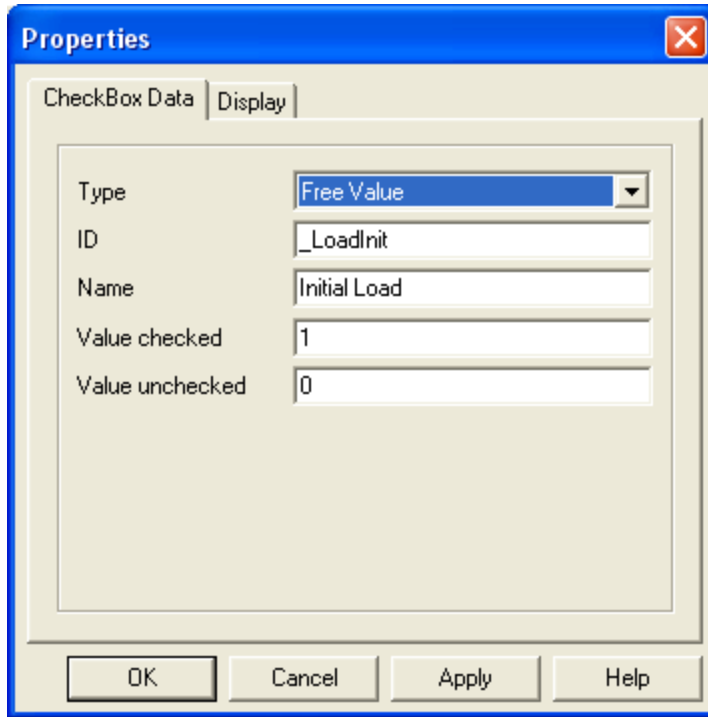 Properties
CheckBox Data Display
Type Free Value
ID _LoadInit
Name Initial Load
Value checked 1
Value unchecked 0
OK Cancel Apply Help